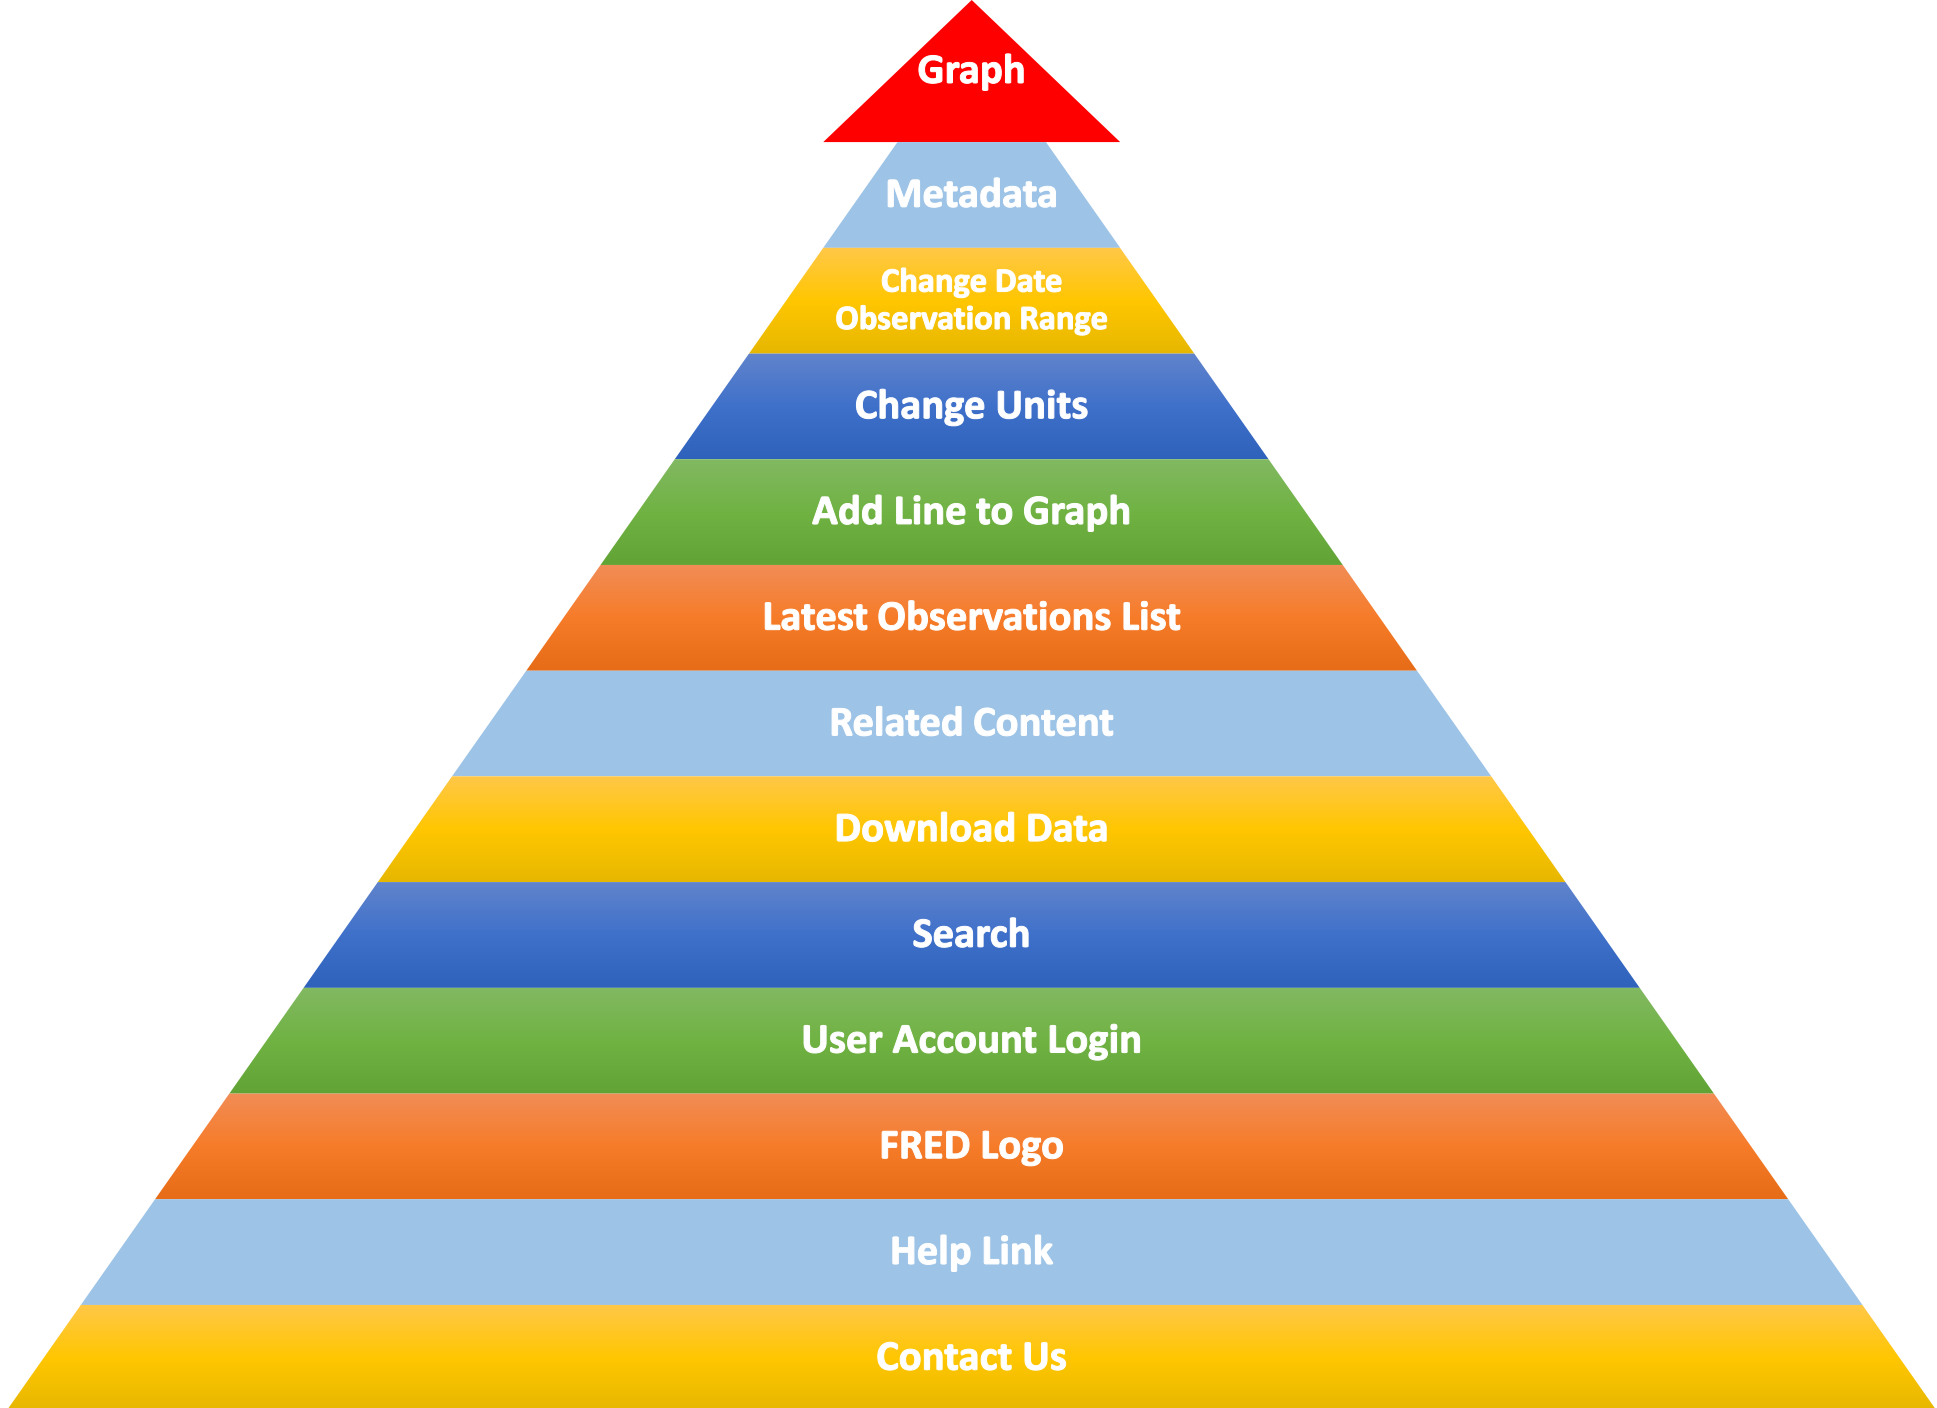 Graph
Metadata
Change Date
Observation Range
Change Units
Add Line to Graph
Latest Observations List
Related Content
Download Data
Search
User Account Login
FRED Logo
Help Link
Contact Us